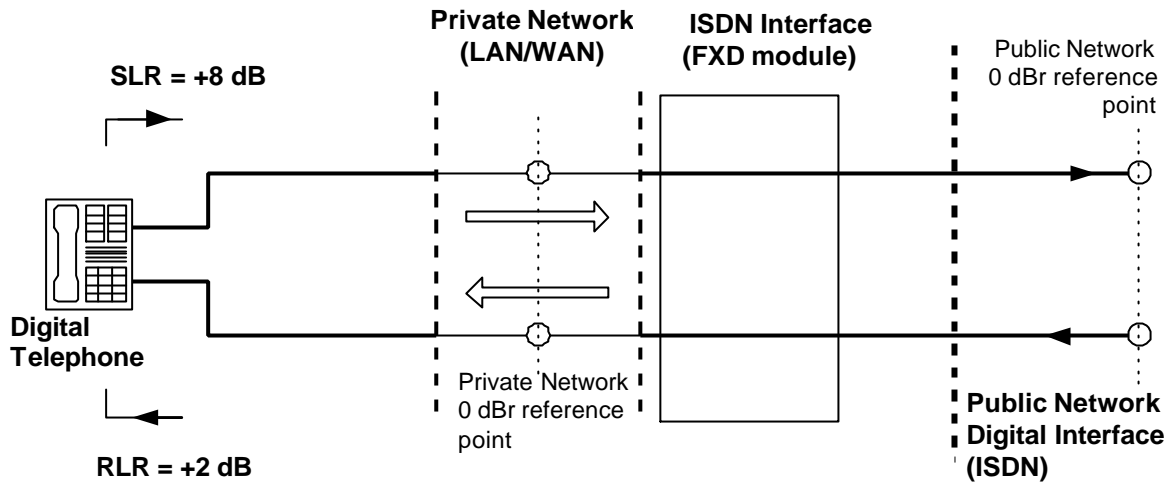 Private Network
(LAN/WAN)
ISDN Interface
(FXD module)
Public Network
0 dBr reference
point
SLR = +8 dB
Digital
Telephone
Private Network
0 dBr reference
point
Public Network
Digital Interface
(ISDN)
RLR = +2 dB